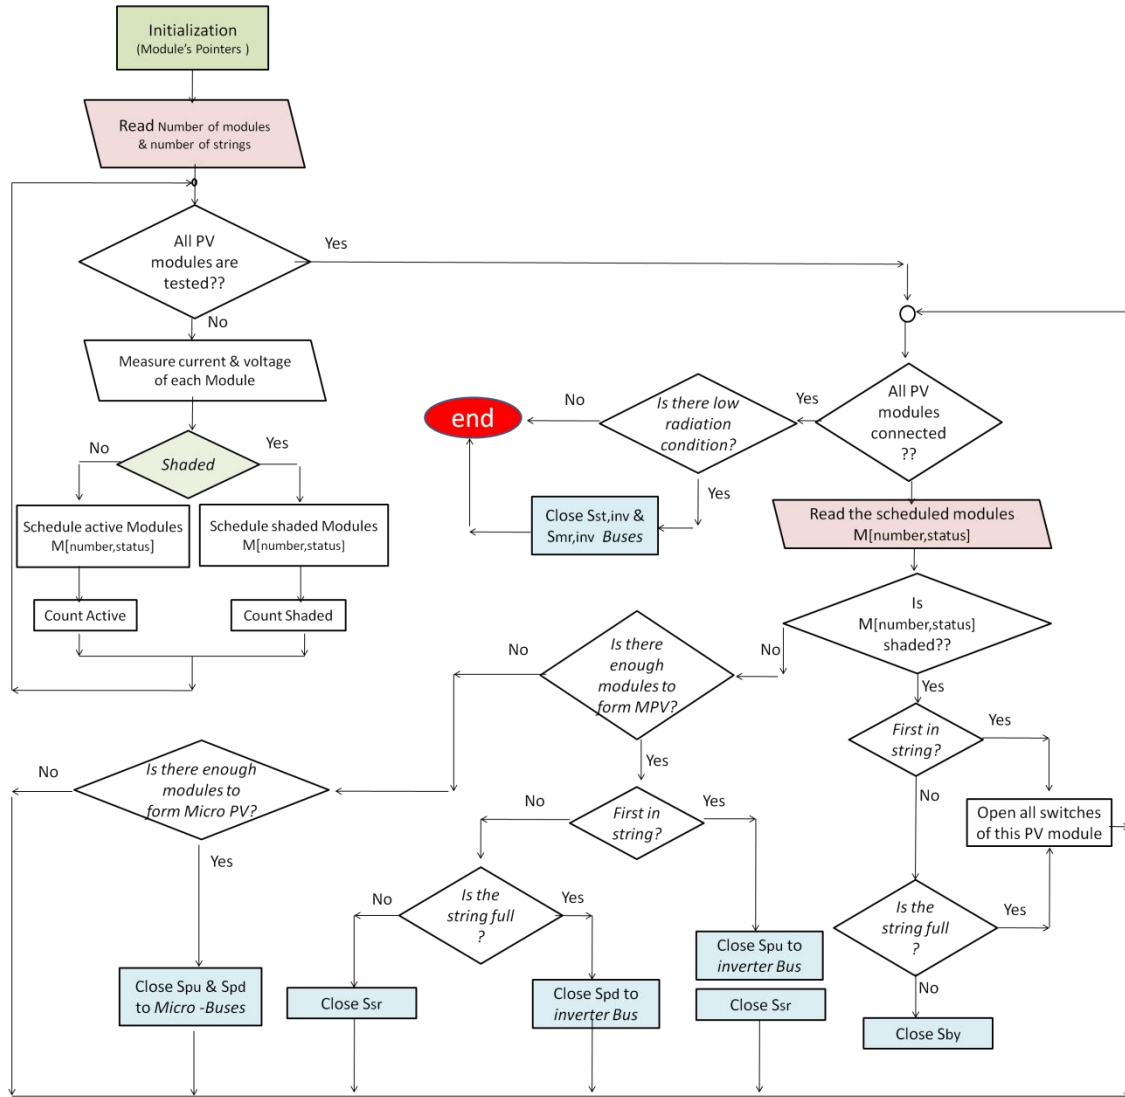 Initialization
(Module's Pointers )
Read Number of modules
& number of strings
All PV
modules are
tested??
Yes
No
Measure current & voltage
of each Module
No
Shaded
Yes
Schedule active Modules
M[number,status]
Schedule shaded Modules
M[number,status]
Count Active
Count Shaded
end
No
Is there low
radiation
condition?
Yes
All PV
modules
connected
??
Yes
Close Sst,inv &
Smr,inv Buses
Read the scheduled modules
M[number,status]
Is
M[number,status]
shaded??
No
Yes
No
Is there
enough
modules to
form MPV?
Yes
First in
string?
Yes
No
Open all switches
of this PV module
No
Is there enough
modules to
form Micro PV?
Yes
No
First in
string?
Yes
No
Is the
string full
?
Yes
Is the
string full
?
Yes
No
Close Spu to
inverter Bus
Close Spu & Spd
to Micro -Buses
Close Ssr
Close Spd to
inverter Bus
Close Ssr
Close Sby